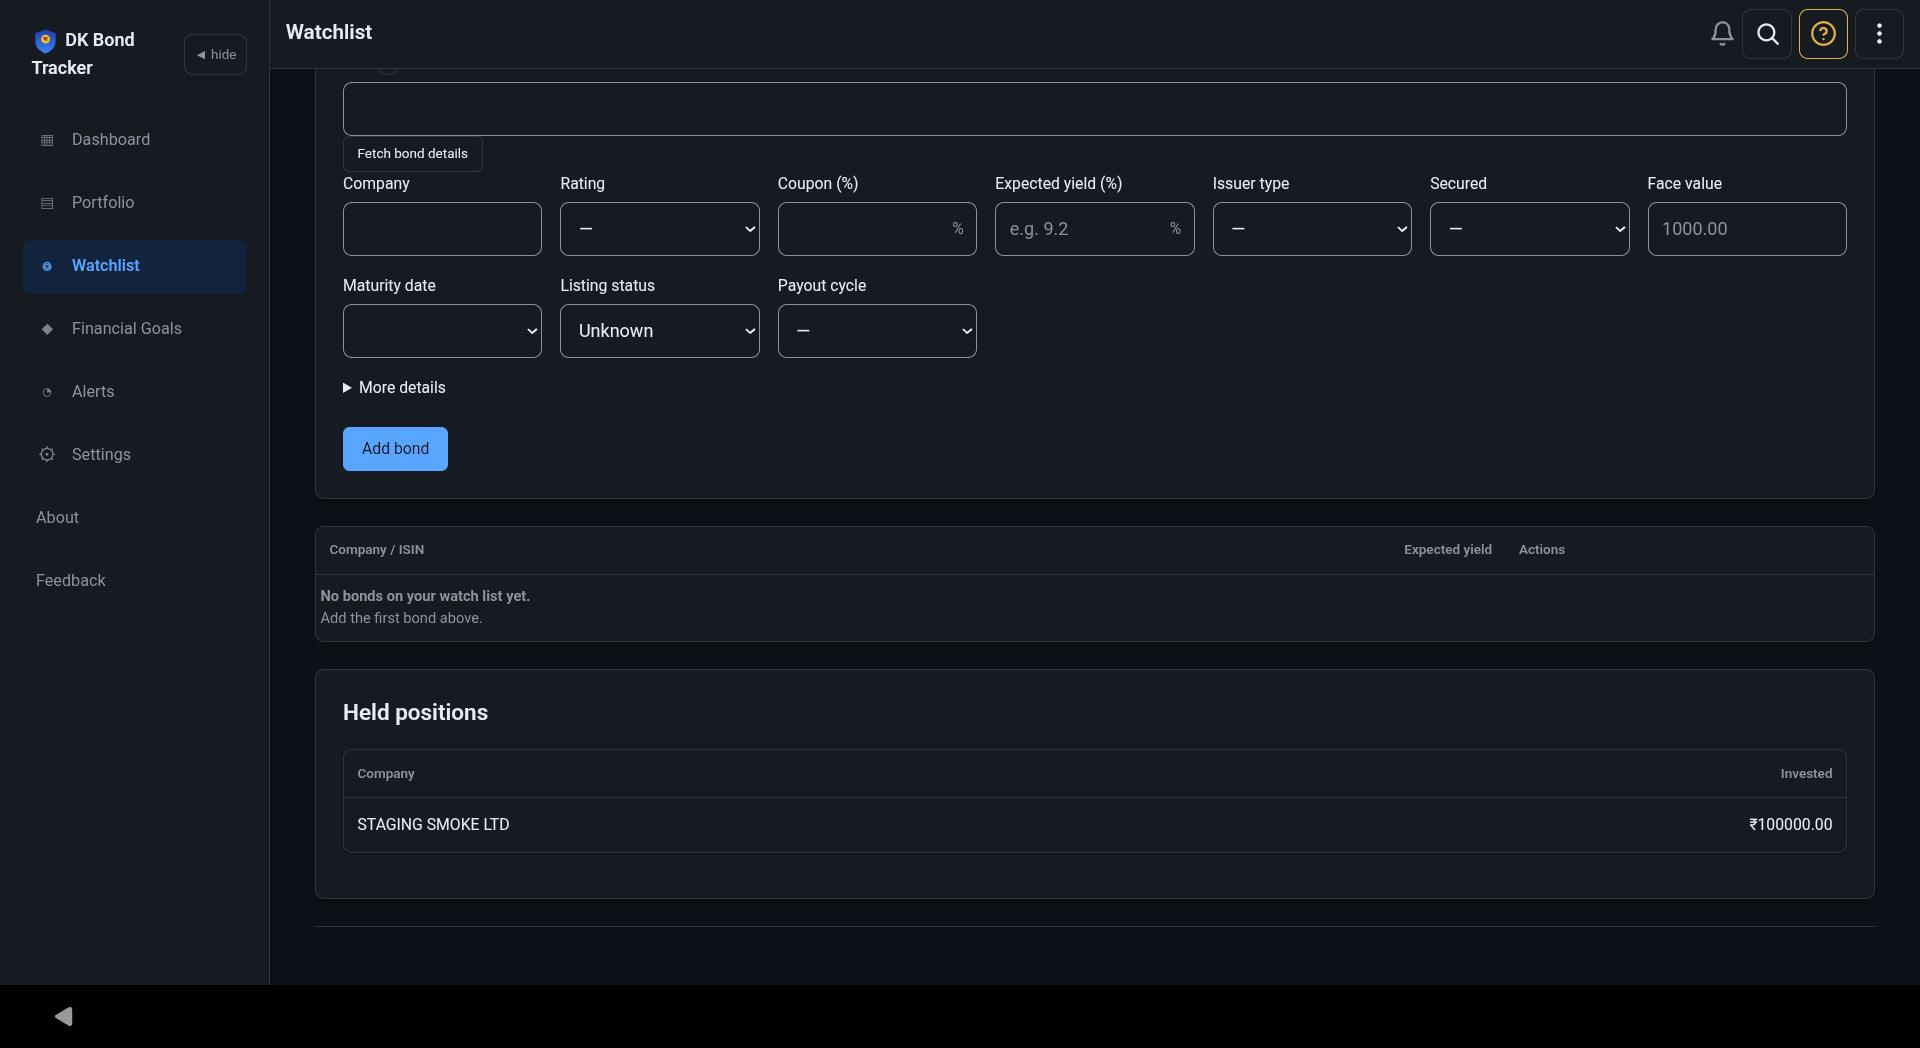 DK Bond
Tracker
◄ hide
Watchlist
Dashboard
Portfolio
Watchlist
Financial Goals
Alerts
Settings
About
Feedback
Fetch bond details
Company
Rating
Coupon (%)
Expected yield (%)
Issuer type
Secured
Face value
—
%
e.g. 9.2
%
—
—
1000.00
Maturity date
Listing status
Payout cycle
Unknown
—
More details
Add bond
Company / ISIN
Expected yield
Actions
No bonds on your watch list yet.
Add the first bond above.
Held positions
Company
Invested
STAGING SMOKE LTD
₹100000.00